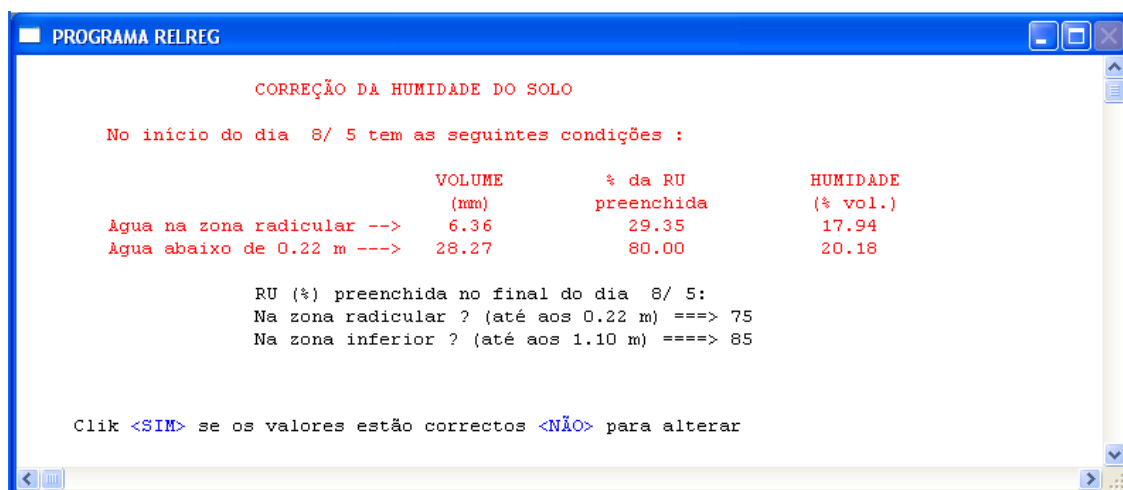 PROGRAMA RELREG
CORREÇÃO DA HUMIDADE DO SOLO
No início do dia 8/ 5 tem as seguintes condições :
VOLUME % da RU HUMIDADE
(mm) preenchida (% vol.)
Agua na zona radicular --> 6.36 29.35 17.94
Agua abaixo de 0.22 m ---> 28.27 80.00 20.18
RU (%) preenchida no final do dia 8/ 5:
Na zona radicular ? (até aos 0.22 m) ===> 75
Na zona inferior ? (até aos 1.10 m) ====> 85
Clik <SIM> se os valores estão correctos <NÃO> para alterar